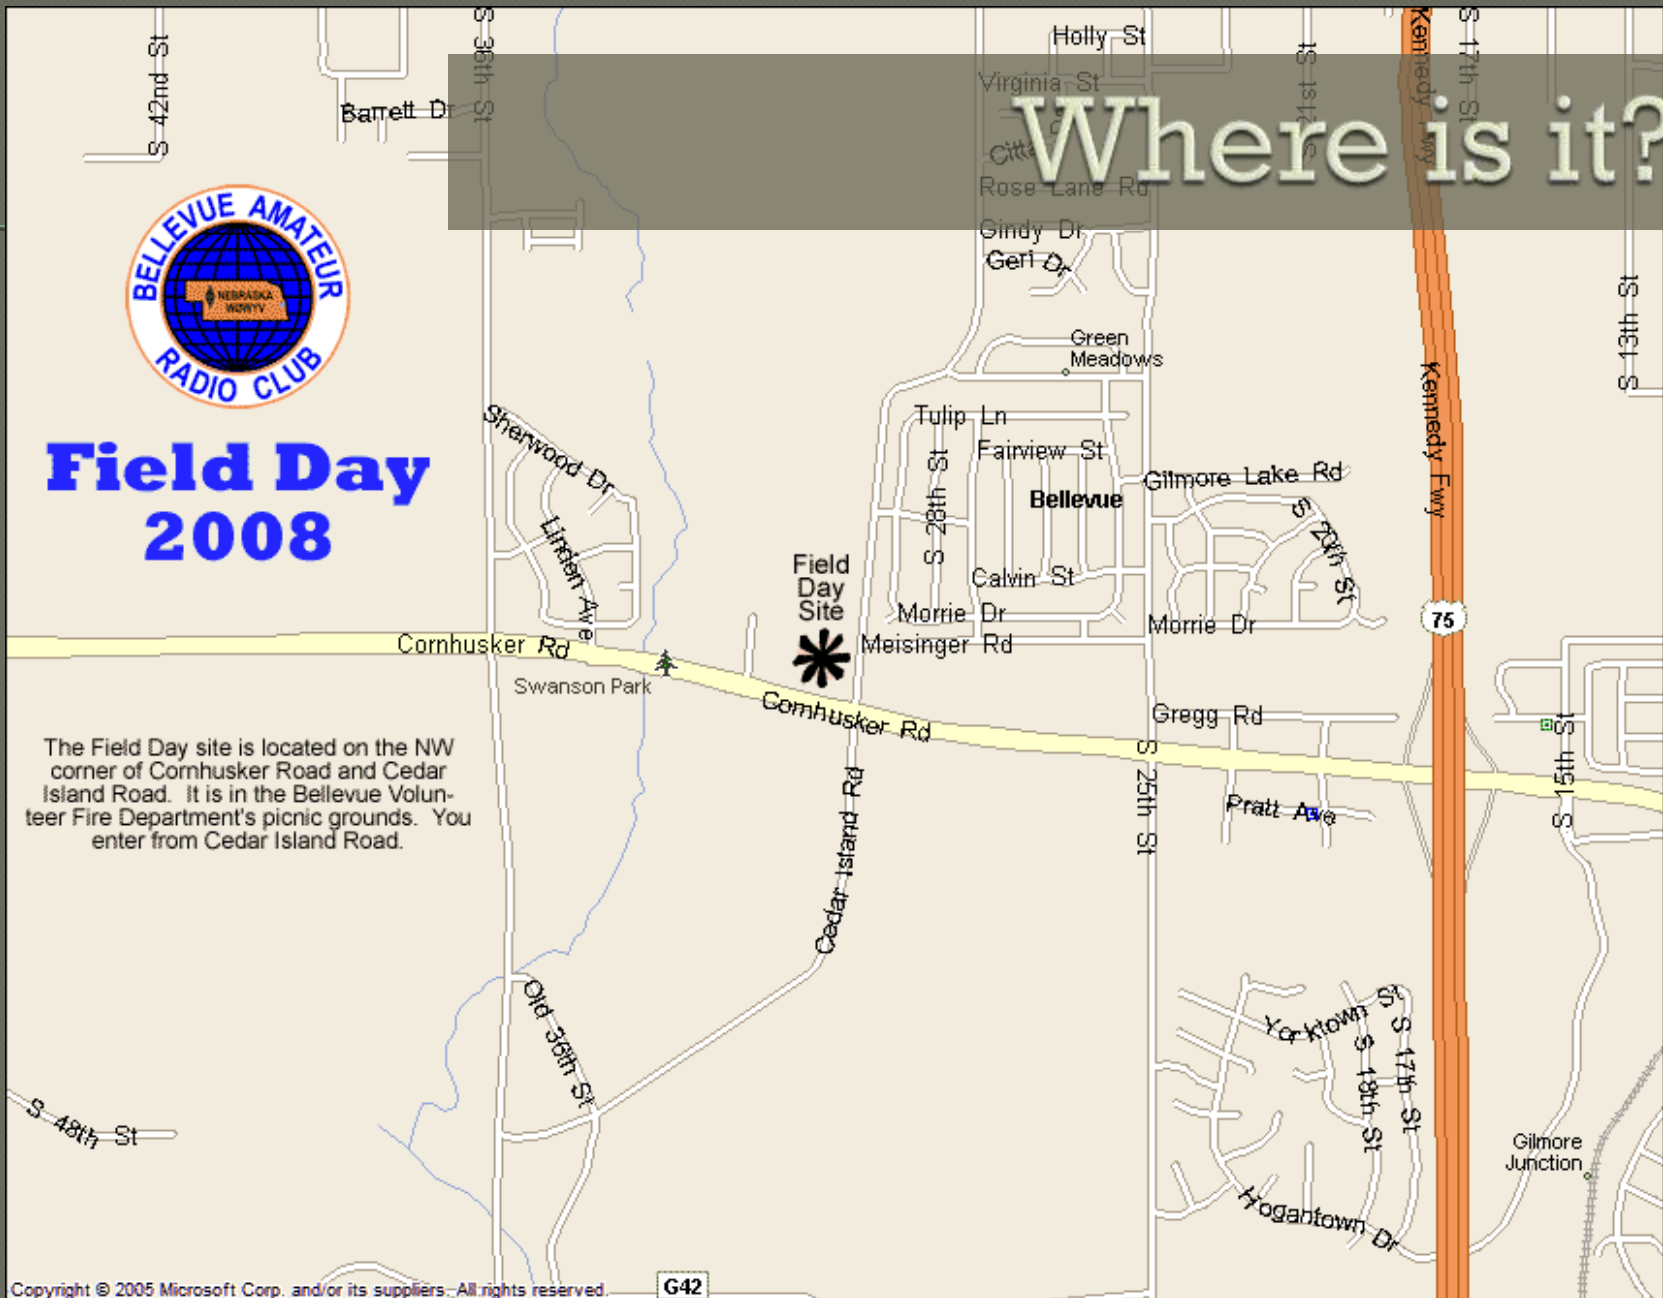 Where is it?
BELLEVUE AMATEUR
RADIO CLUB
NEBRASKA
WØWYV
Field Day
2008
The Field Day site is located on the NW
corner of Cornhusker Road and Cedar
Island Road. It is in the Bellevue Volun-
teer Fire Department's picnic grounds. You
enter from Cedar Island Road.
Field
Day
Site
S 42nd St
S 36th St
Barrett Dr
Holly St
Virginia St
Rose Lane Rd
Gindy Dr
Geri Dr
S 21st St
Kennedy Fwy
S 17th St
S 13th St
Green
Meadows
Sherwood Dr
Linden Ave
Tulip Ln
Fairview St
S 28th St
Bellevue
Gilmore Lake Rd
S 20th St
Calvin St
Morrie Dr
Morrie Dr
Meisinger Rd
Kennedy Fwy
75
Cornhusker Rd
Swanson Park
Cornhusker Rd
Gregg Rd
S 25th St
Pratt Ave
S 15th St
Cedar Island Rd
Old 36th St
S 48th St
Yorktown St
S 18th St
S 17th St
Hogantown Dr
Gilmore
Junction
G42
Copyright © 2005 Microsoft Corp. and/or its suppliers. All rights reserved.